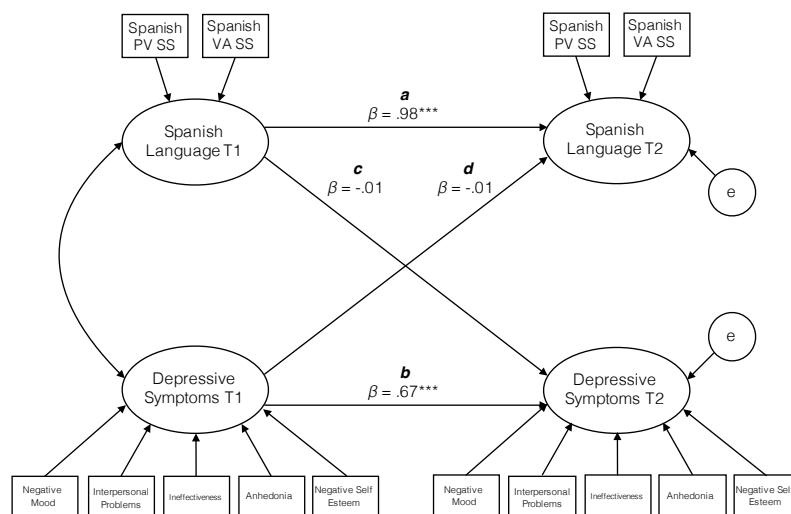 Spanish
PV SS
Spanish
VA SS
Spanish
PV SS
Spanish
VA SS
Spanish
Language T1
a
β = .98***
Spanish
Language T2
c
β = -.01
d
β = -.01
e
e
Depressive
Symptoms T1
b
β = .67***
Depressive
Symptoms T2
Negative
Mood
Interpersonal
Problems
Ineffectiveness
Anhedonia
Negative Self
Esteem
Negative
Mood
Interpersonal
Problems
Ineffectiveness
Anhedonia
Negative Self
Esteem